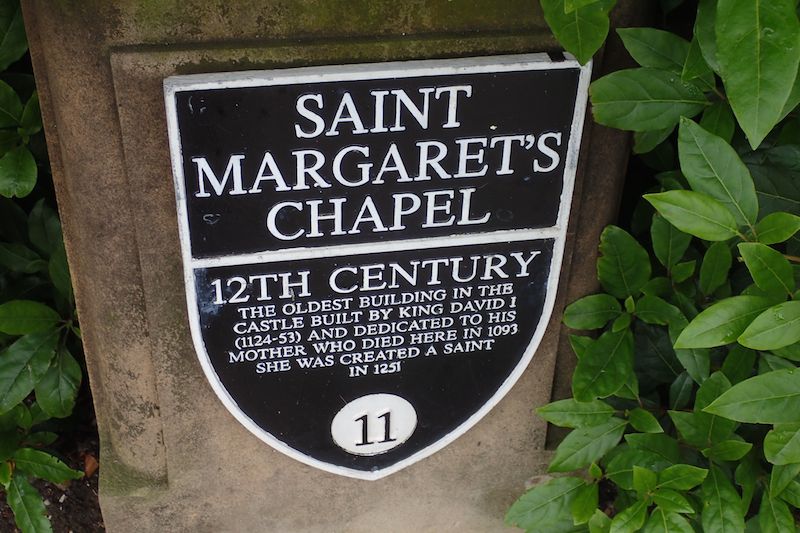 SAINT
MARGARET'S
CHAPEL
12TH CENTURY
THE OLDEST BUILDING IN THE
CASTLE BUILT BY KING DAVID I
(1124-53) AND DEDICATED TO HIS
MOTHER WHO DIED HERE IN 1093
SHE WAS CREATED A SAINT
IN 1251
11